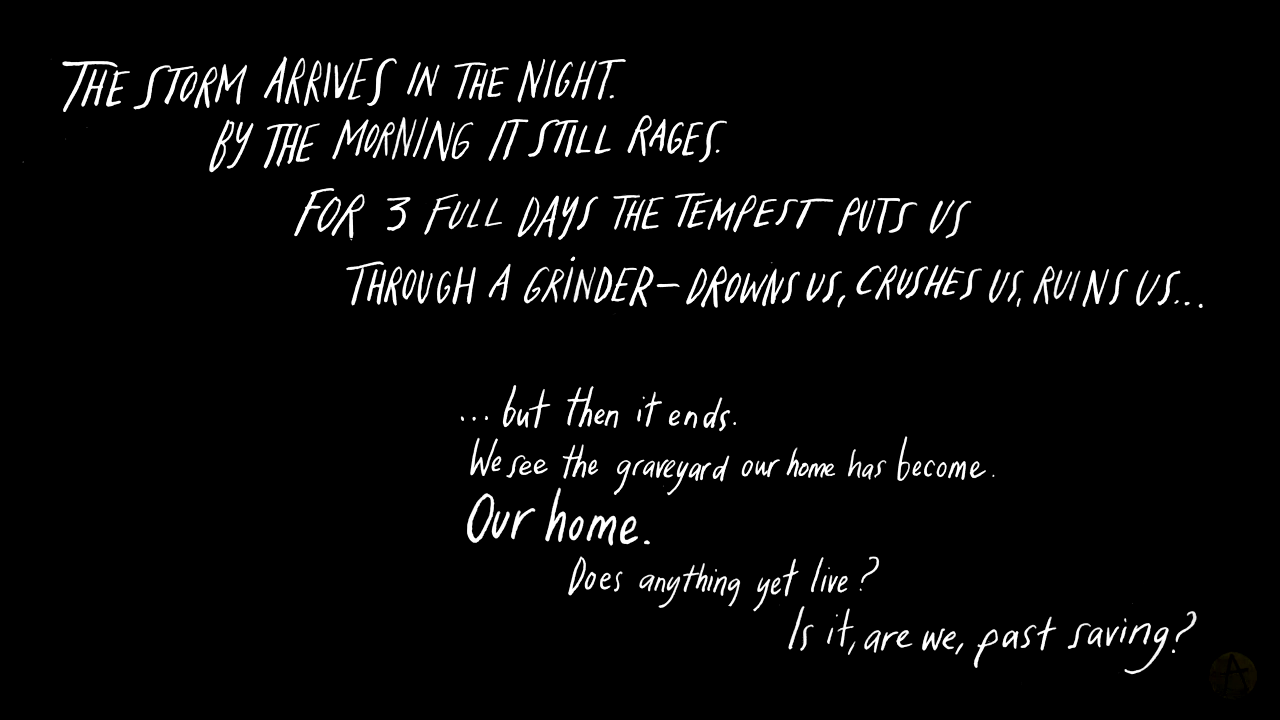 THE STORM ARRIVES IN THE NIGHT.
BY THE MORNING IT STILL RAGES.
FOR 3 FULL DAYS THE TEMPEST PUTS US
THROUGH A GRINDER – DROWNS US, CRUSHES US, RUINS US...
... but then it ends.
We see the graveyard our home has become.
Our home.
Does anything yet live?
Is it, are we, past saving?